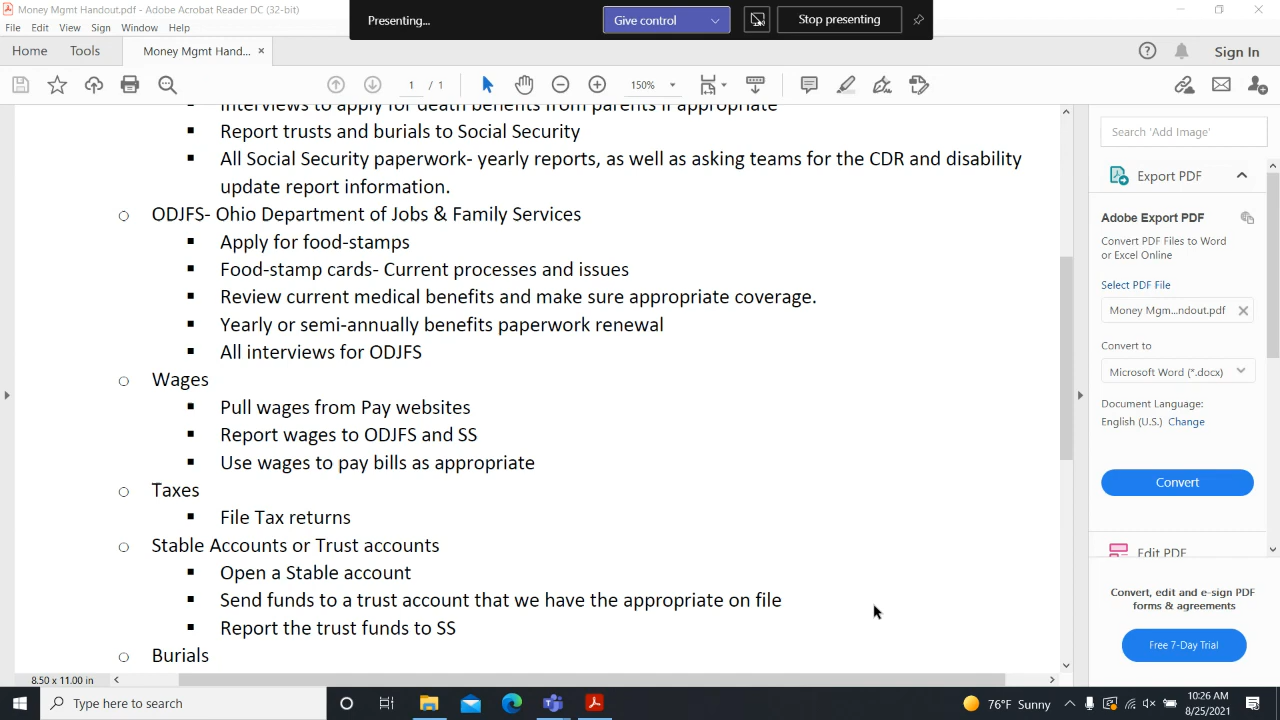 Money Mgmt Handout.pdf - Adobe Acrobat Reader DC (32-bit)
Presenting...
Give control
Stop presenting
File Edit View Sign Window Help
Home Tools Money Mgmt Hand... × Sign In
1 / 1 150%
Interviews to apply for death benefits from parents if appropriate
▪ Report trusts and burials to Social Security
▪ All Social Security paperwork- yearly reports, as well as asking teams for the CDR and disability
update report information.
○ ODJFS- Ohio Department of Jobs & Family Services
▪ Apply for food-stamps
▪ Food-stamp cards- Current processes and issues
▪ Review current medical benefits and make sure appropriate coverage.
▪ Yearly or semi-annually benefits paperwork renewal
▪ All interviews for ODJFS
○ Wages
▪ Pull wages from Pay websites
▪ Report wages to ODJFS and SS
▪ Use wages to pay bills as appropriate
○ Taxes
▪ File Tax returns
○ Stable Accounts or Trust accounts
▪ Open a Stable account
▪ Send funds to a trust account that we have the appropriate on file
▪ Report the trust funds to SS
○ Burials
8.50 x 11.00 in
Search 'Add Image'
Export PDF
Adobe Export PDF
Convert PDF Files to Word
or Excel Online
Select PDF File
Money Mgm...ndout.pdf
Convert to
Microsoft Word (*.docx)
Document Language:
English (U.S.) Change
Convert
Edit PDF
Convert, edit and e-sign PDF
forms & agreements
Free 7-Day Trial
Type here to search
76°F Sunny
10:26 AM
8/25/2021